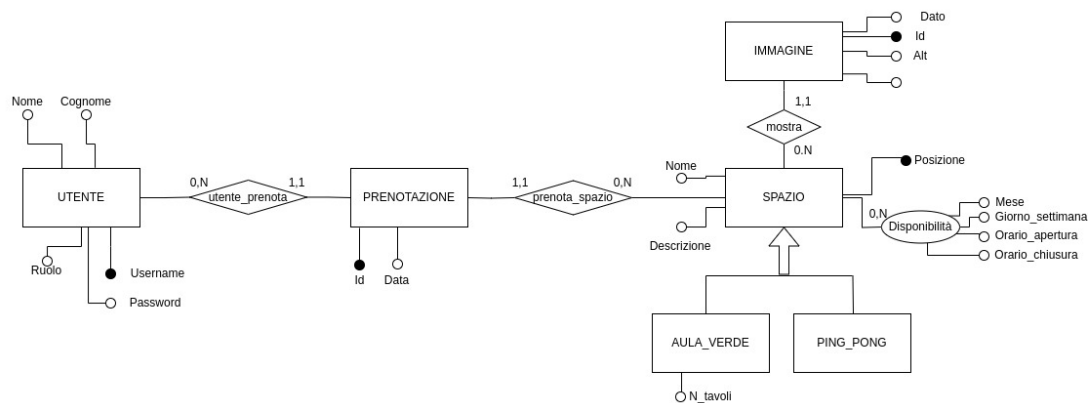 Dato
IMMAGINE
Id
Alt
Nome
Cognome
1,1
mostra
0.N
Nome
Posizione
UTENTE
0,N
utente_prenota
1,1
PRENOTAZIONE
1,1
prenota_spazio
0,N
SPAZIO
0,N
Disponibilità
Mese
Giorno_settimana
Orario_apertura
Orario_chiusura
Descrizione
Ruolo
Username
Password
Id
Data
AULA_VERDE
PING_PONG
N_tavoli